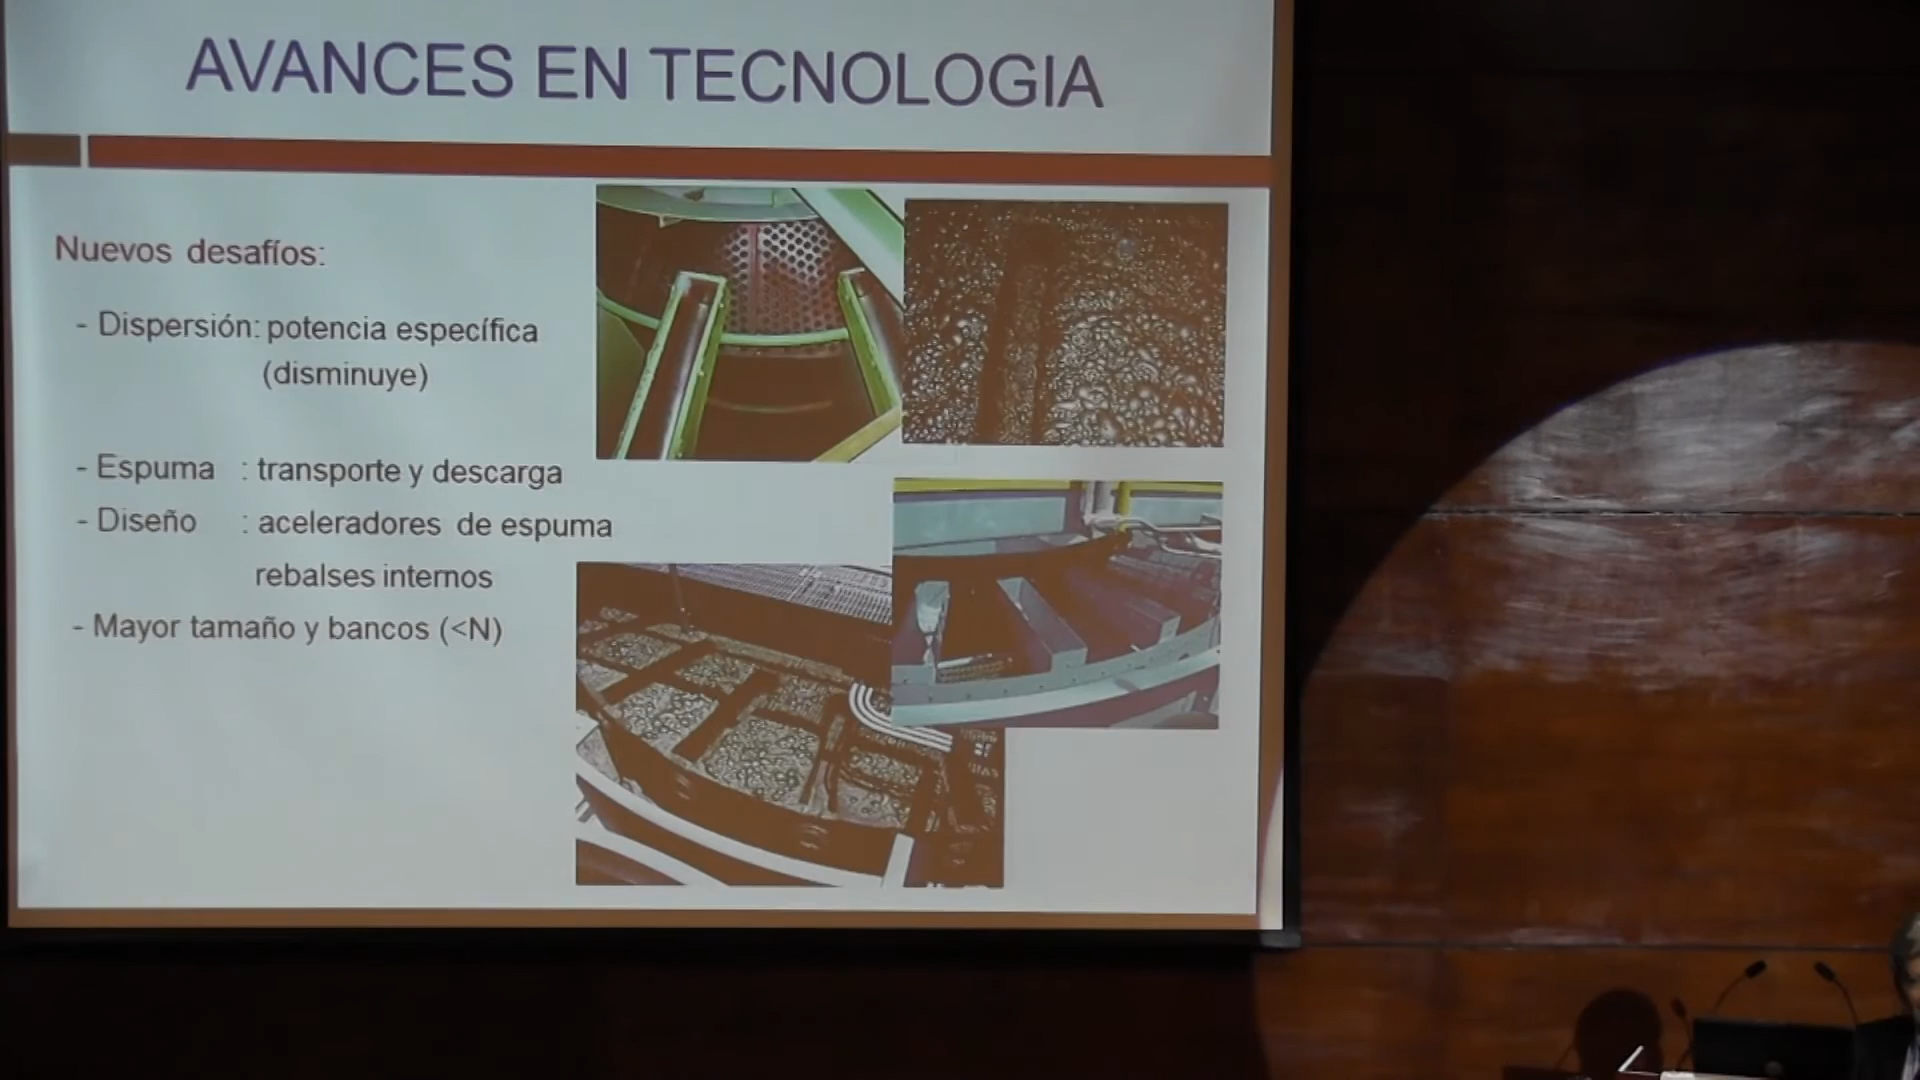 AVANCES EN TECNOLOGIA
Nuevos desafíos:
- Dispersión: potencia específica
(disminuye)
- Espuma : transporte y descarga
- Diseño : aceleradores de espuma
rebalses internos
- Mayor tamaño y bancos (<N)